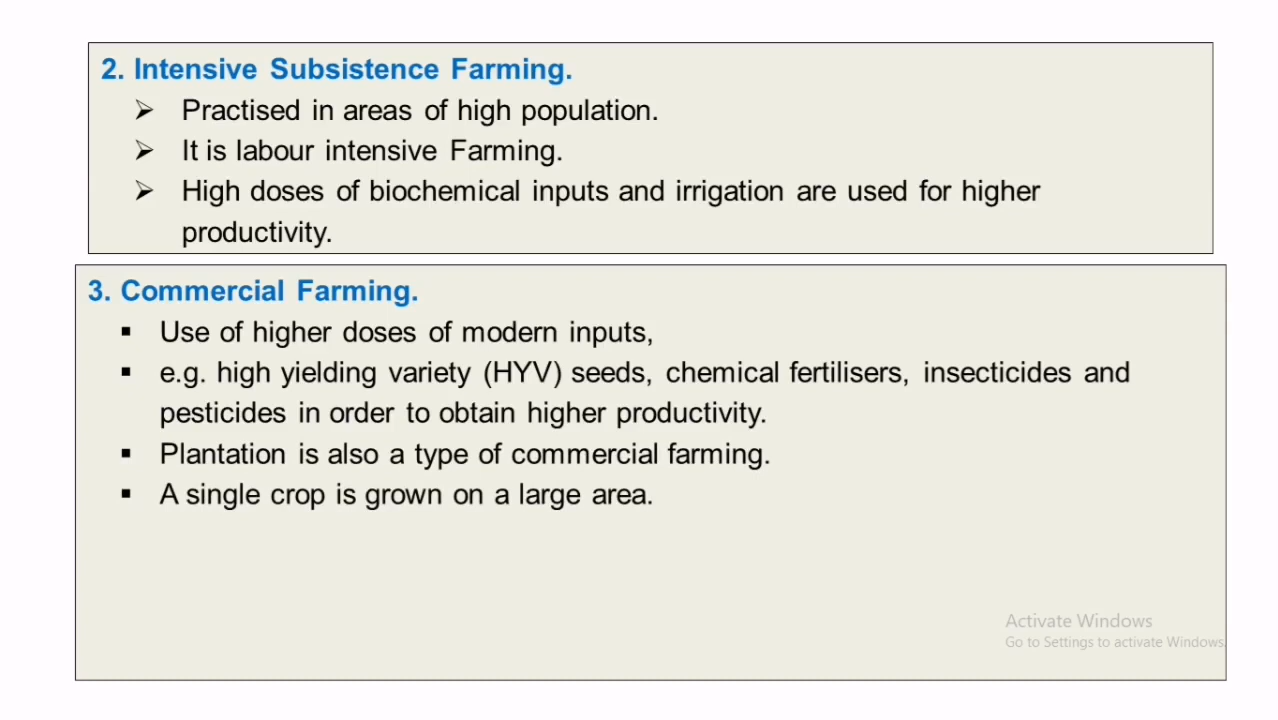 2. Intensive Subsistence Farming.
➢ Practised in areas of high population.
➢ It is labour intensive Farming.
➢ High doses of biochemical inputs and irrigation are used for higher
productivity.
3. Commercial Farming.
▪ Use of higher doses of modern inputs,
▪ e.g. high yielding variety (HYV) seeds, chemical fertilisers, insecticides and
pesticides in order to obtain higher productivity.
▪ Plantation is also a type of commercial farming.
▪ A single crop is grown on a large area.
Activate Windows
Go to Settings to activate Windows.